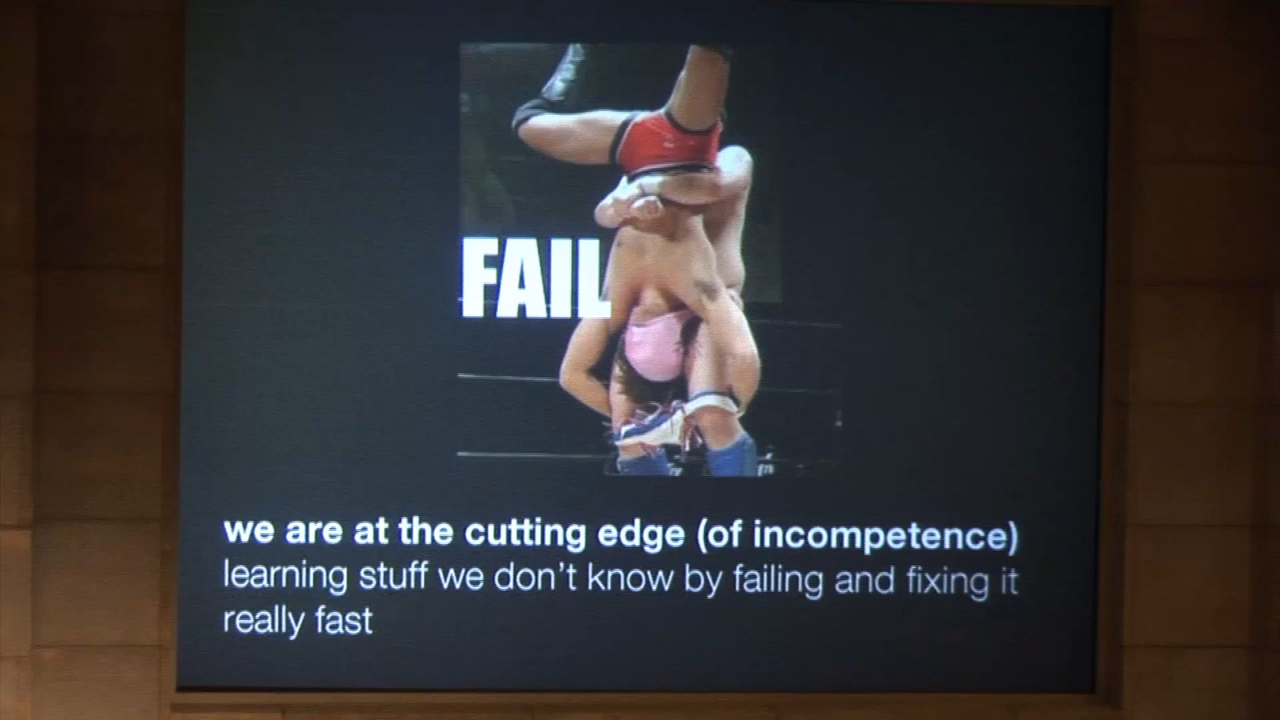 FAIL
we are at the cutting edge (of incompetence)
learning stuff we don't know by failing and fixing it
really fast